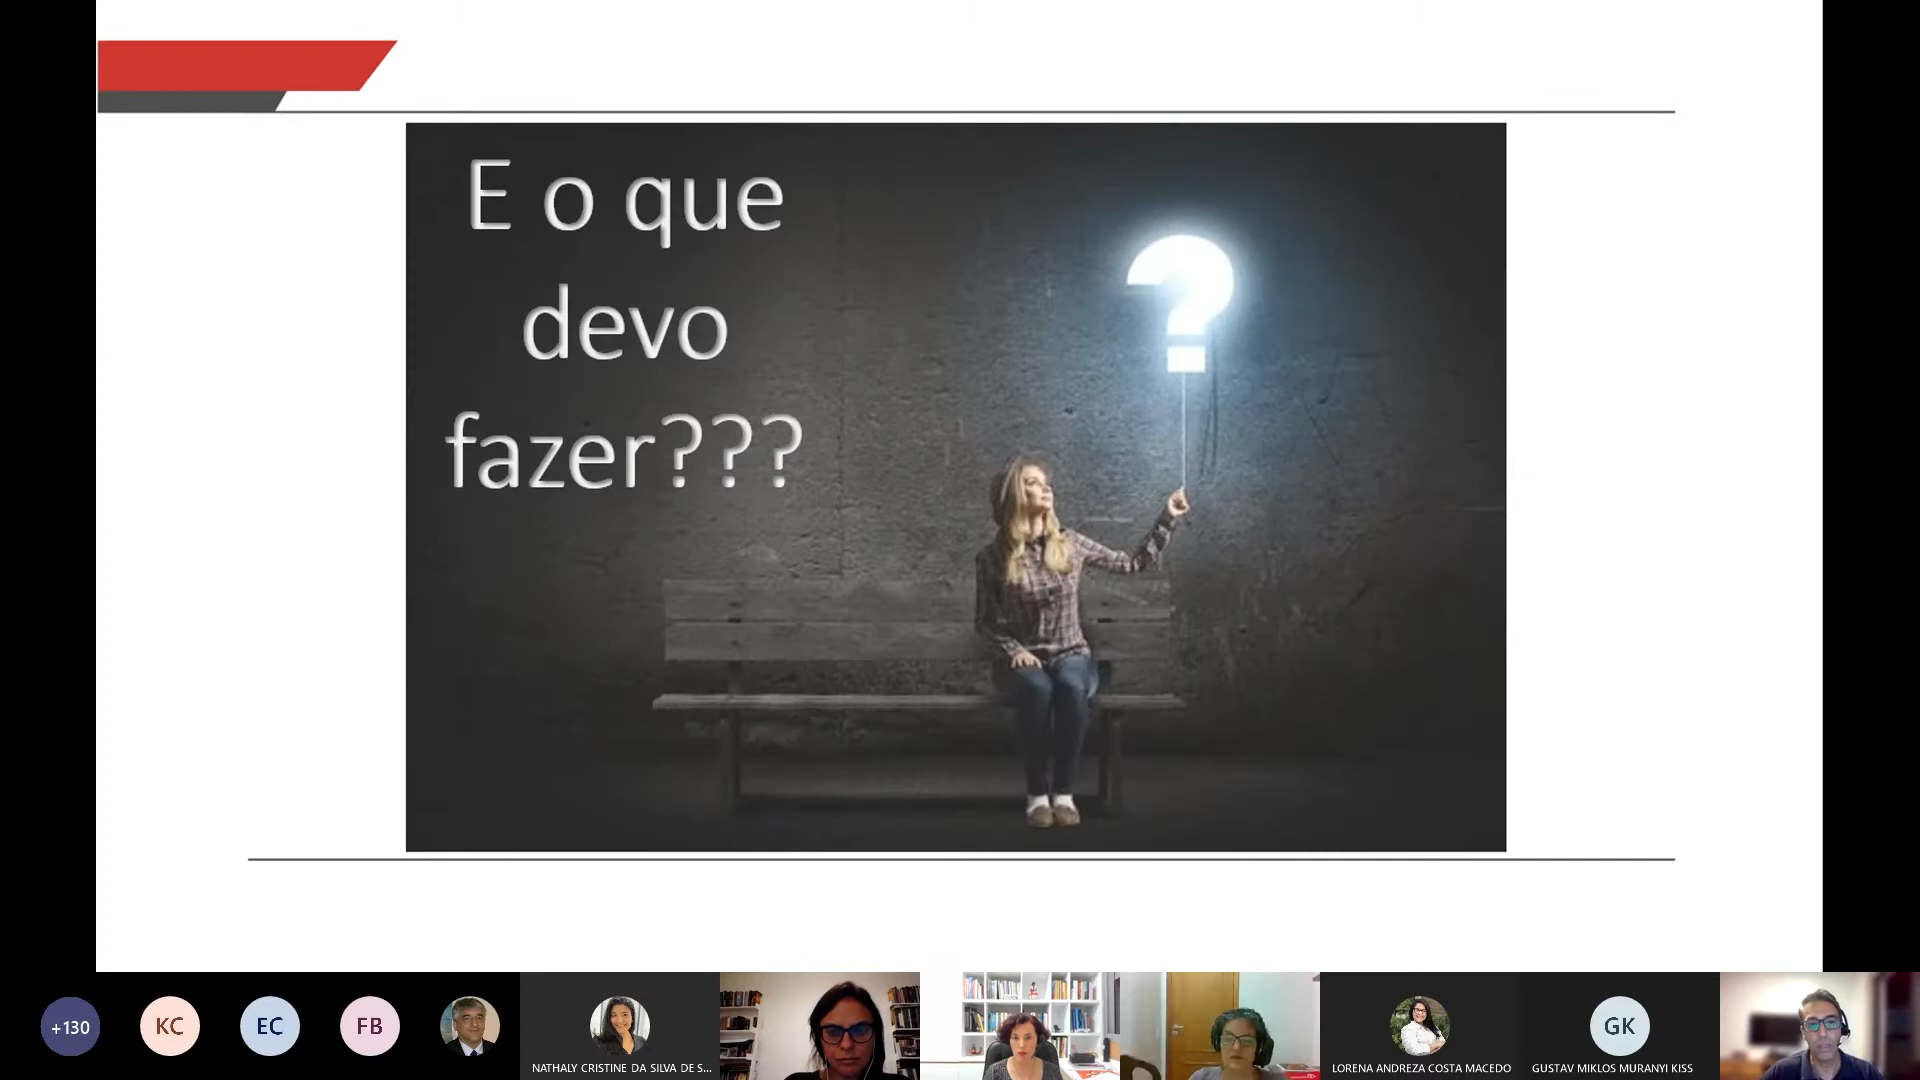 E o que
devo
fazer???
+130
KC
EC
FB
NATHALY CRISTINE DA SILVA DE S...
LORENA ANDREZA COSTA MACEDO
GK
GUSTAV MIKLOS MURANYI KISS